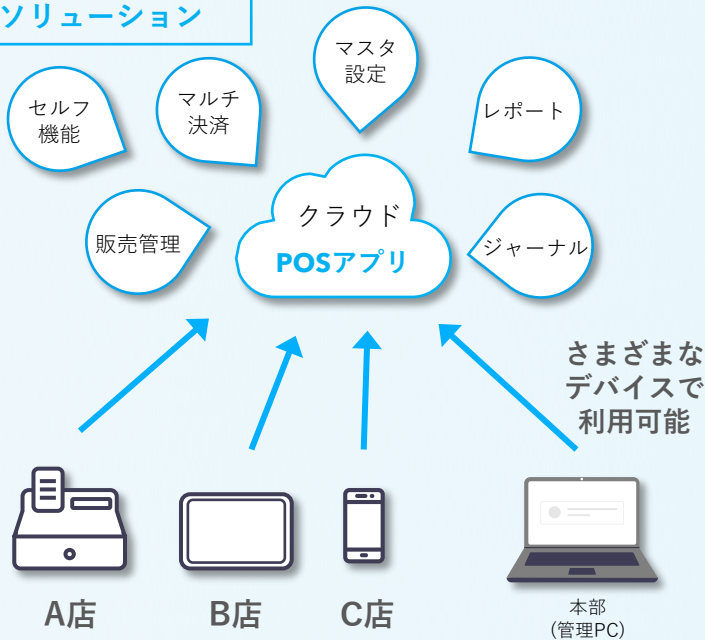 ソリューション
マスタ
設定
セルフ
機能
マルチ
決済
レポート
販売管理
クラウド
POSアプリ
ジャーナル
さまざまな
デバイスで
利用可能
A店
B店
C店
本部
(管理PC)